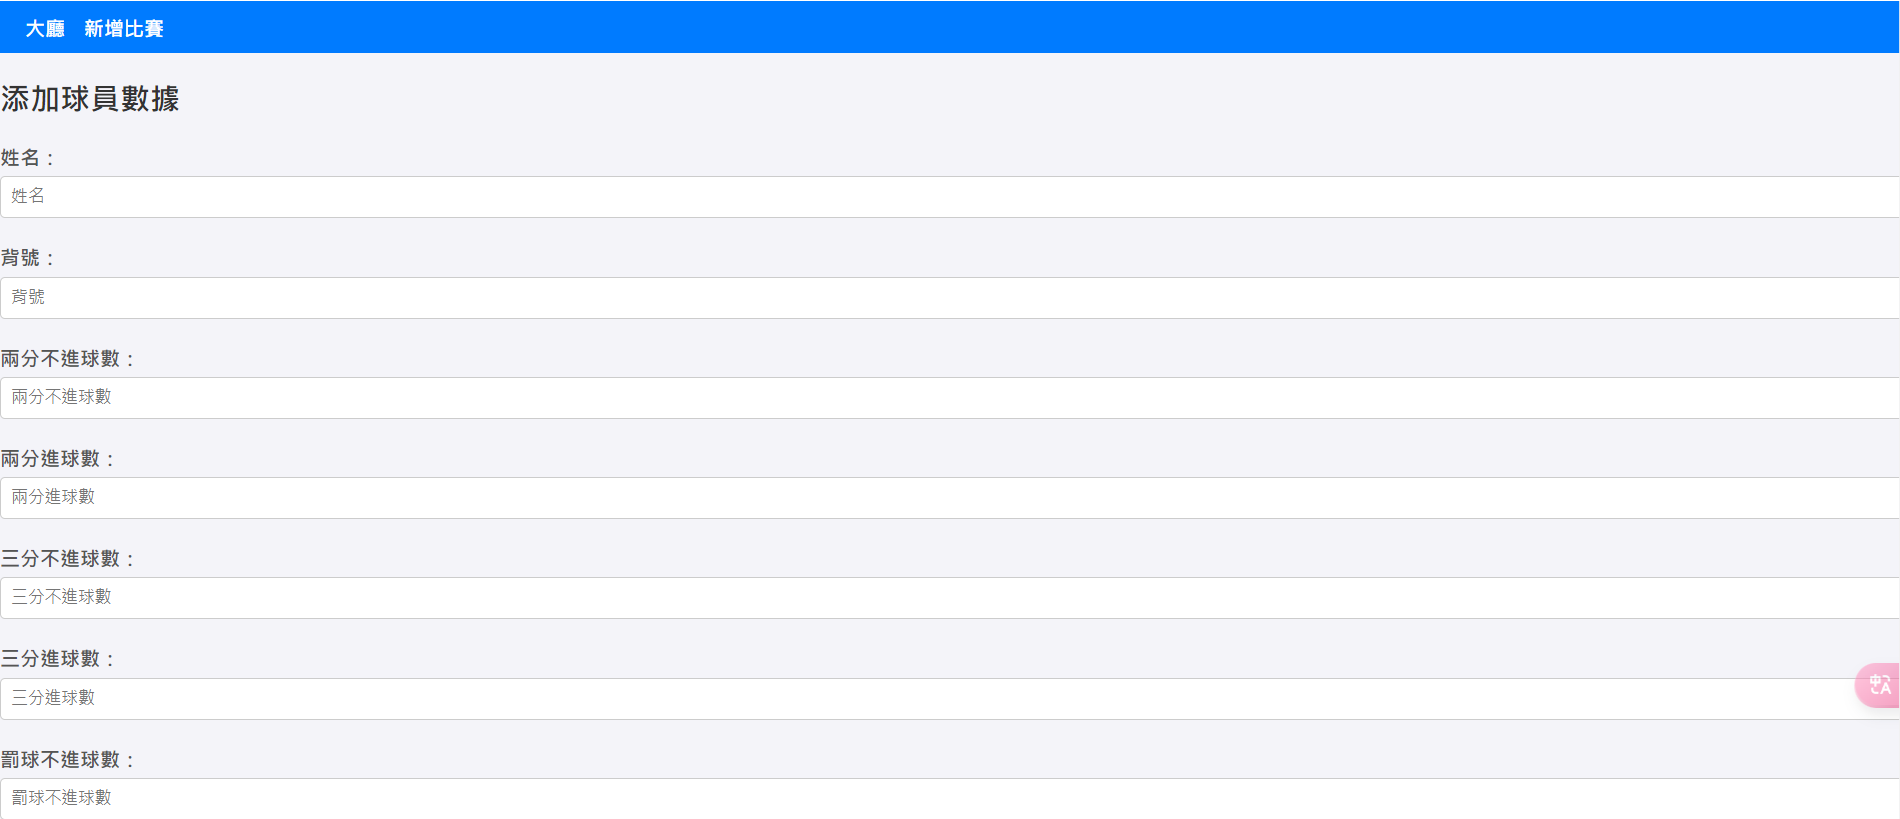 大廳 新增比賽
添加球員數據
姓名：
姓名
背號：
背號
兩分不進球數：
兩分不進球數
兩分進球數：
兩分進球數
三分不進球數：
三分不進球數
三分進球數：
三分進球數
中A
罰球不進球數：
罰球不進球數